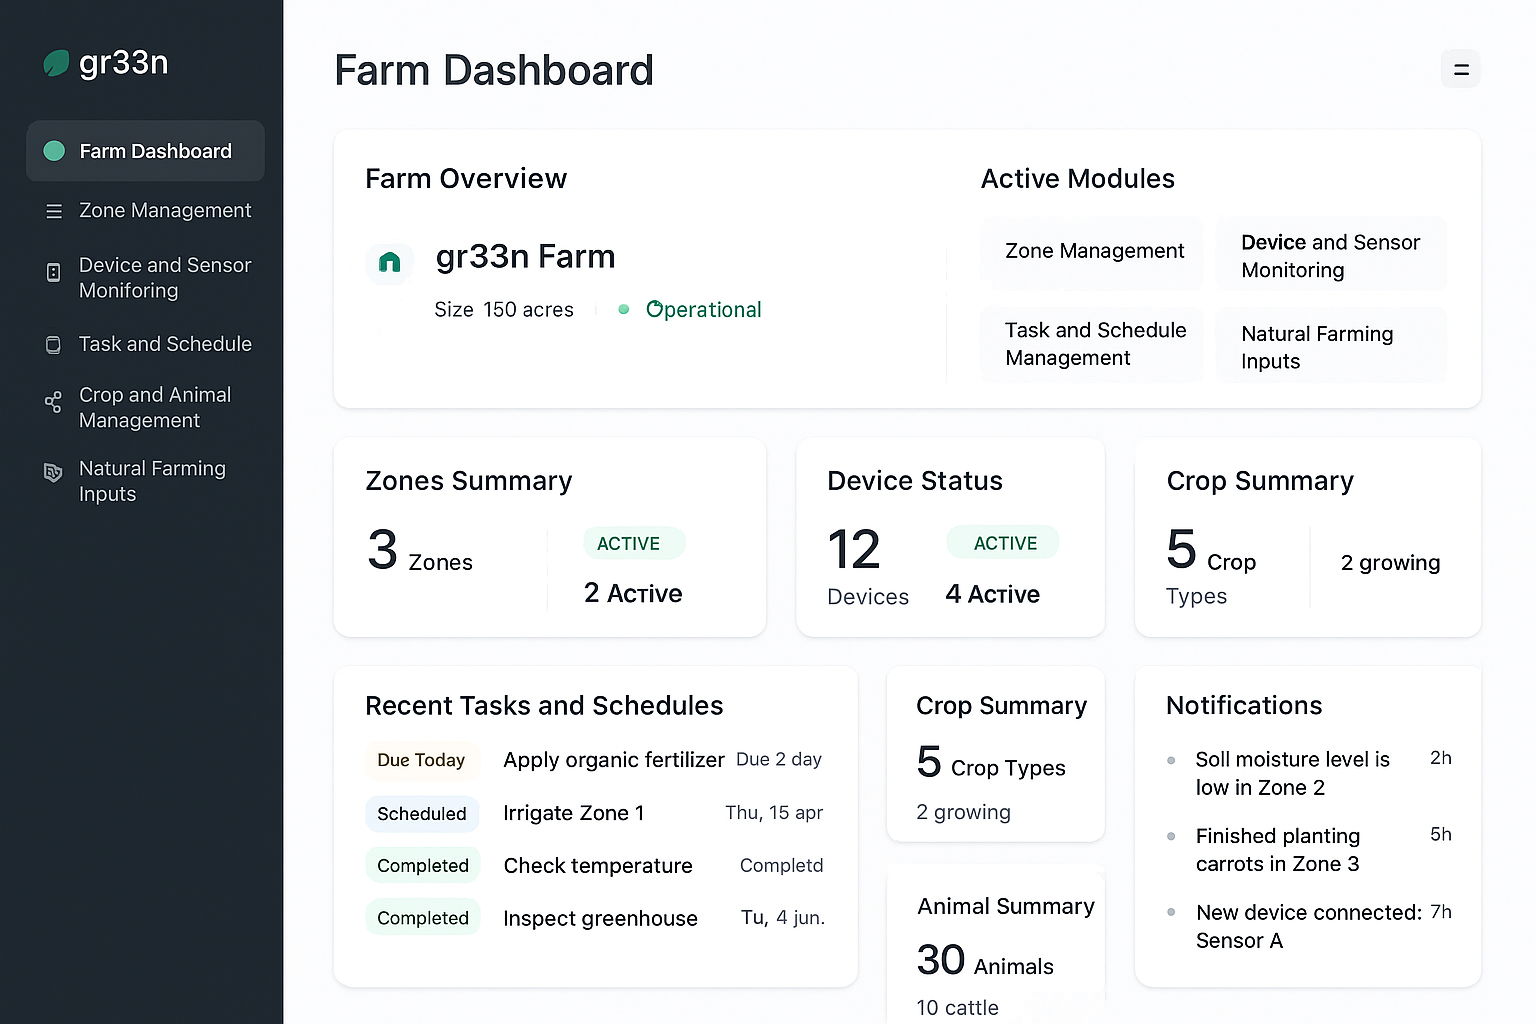 gr33n
Farm Dashboard
Zone Management
Device and Sensor
Moniforing
Task and Schedule
Crop and Animal
Management
Natural Farming
Inputs
Farm Dashboard
Farm Overview
gr33n Farm
Size 150 acres
Operational
Active Modules
Zone Management
Device and Sensor
Monitoring
Task and Schedule
Management
Natural Farming
Inputs
Zones Summary
3 Zones
ACTIVE
2 Active
Device Status
12
Devices
ACTIVE
4 Active
Crop Summary
5 Crop
Types
2 growing
Recent Tasks and Schedules
Due Today Apply organic fertilizer Due 2 day
Scheduled Irrigate Zone 1 Thu, 15 apr
Completed Check temperature Completd
Completed Inspect greenhouse Tu, 4 jun.
Crop Summary
5 Crop Types
2 growing
Animal Summary
30 Animals
10 cattle
Notifications
Soll moisture level is 2h
low in Zone 2
Finished planting 5h
carrots in Zone 3
New device connected: 7h
Sensor A